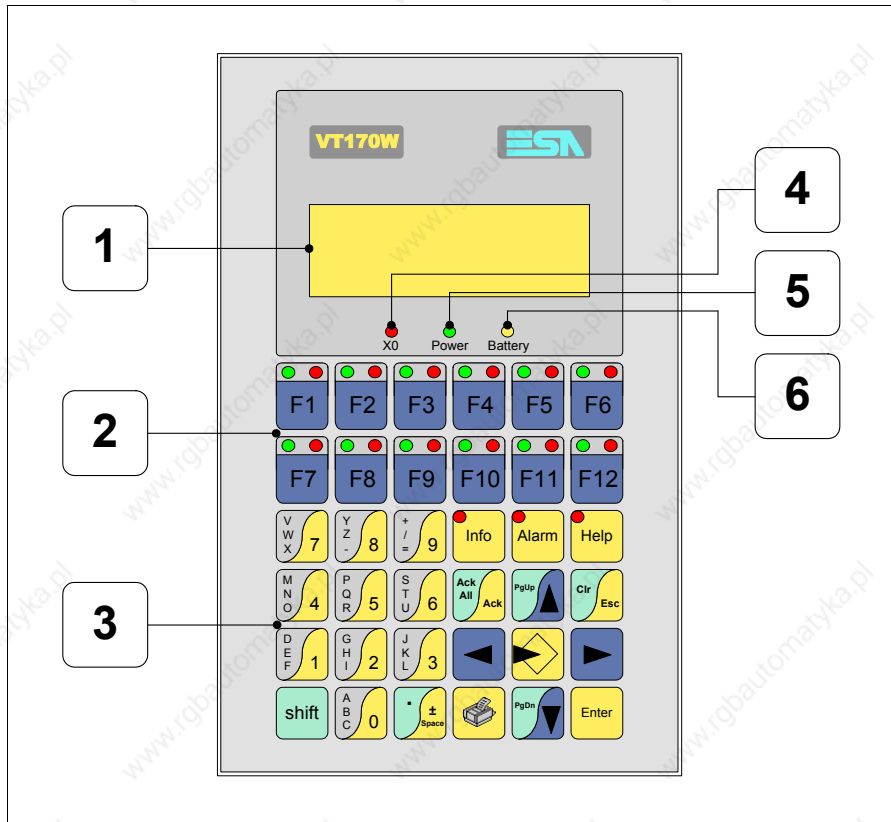 VT170W ESA
1
4
5
6
X0 Power Battery
2
F1 F2 F3 F4 F5 F6
F7 F8 F9 F10 F11 F12
V W X 7 Y Z - 8 + / = 9 Info Alarm Help
3
M N O 4 P Q R 5 S T U 6 Ack All Ack PgUp Clr Esc
D E F 1 G H I 2 J K L 3
shift A B C 0 . ± Space PgDn Enter
www.rgbautomatyka.pl